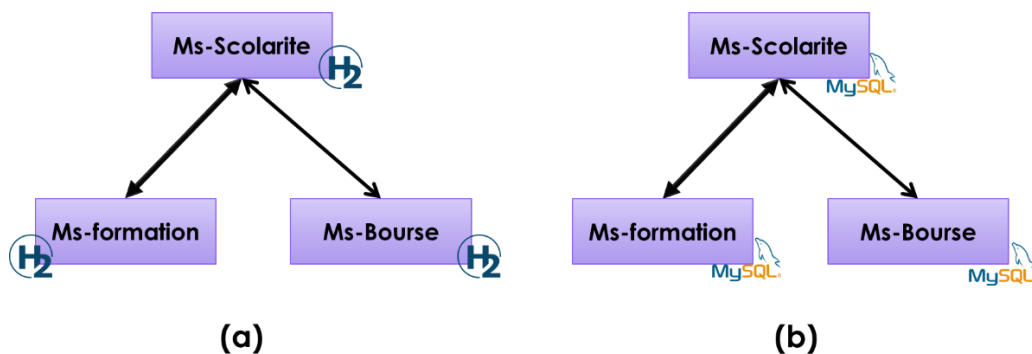 Ms-Scolarite
H2
Ms-formation
H2
Ms-Bourse
H2
(a)
Ms-Scolarite
MySQL®
Ms-formation
MySQL®
Ms-Bourse
MySQL
(b)